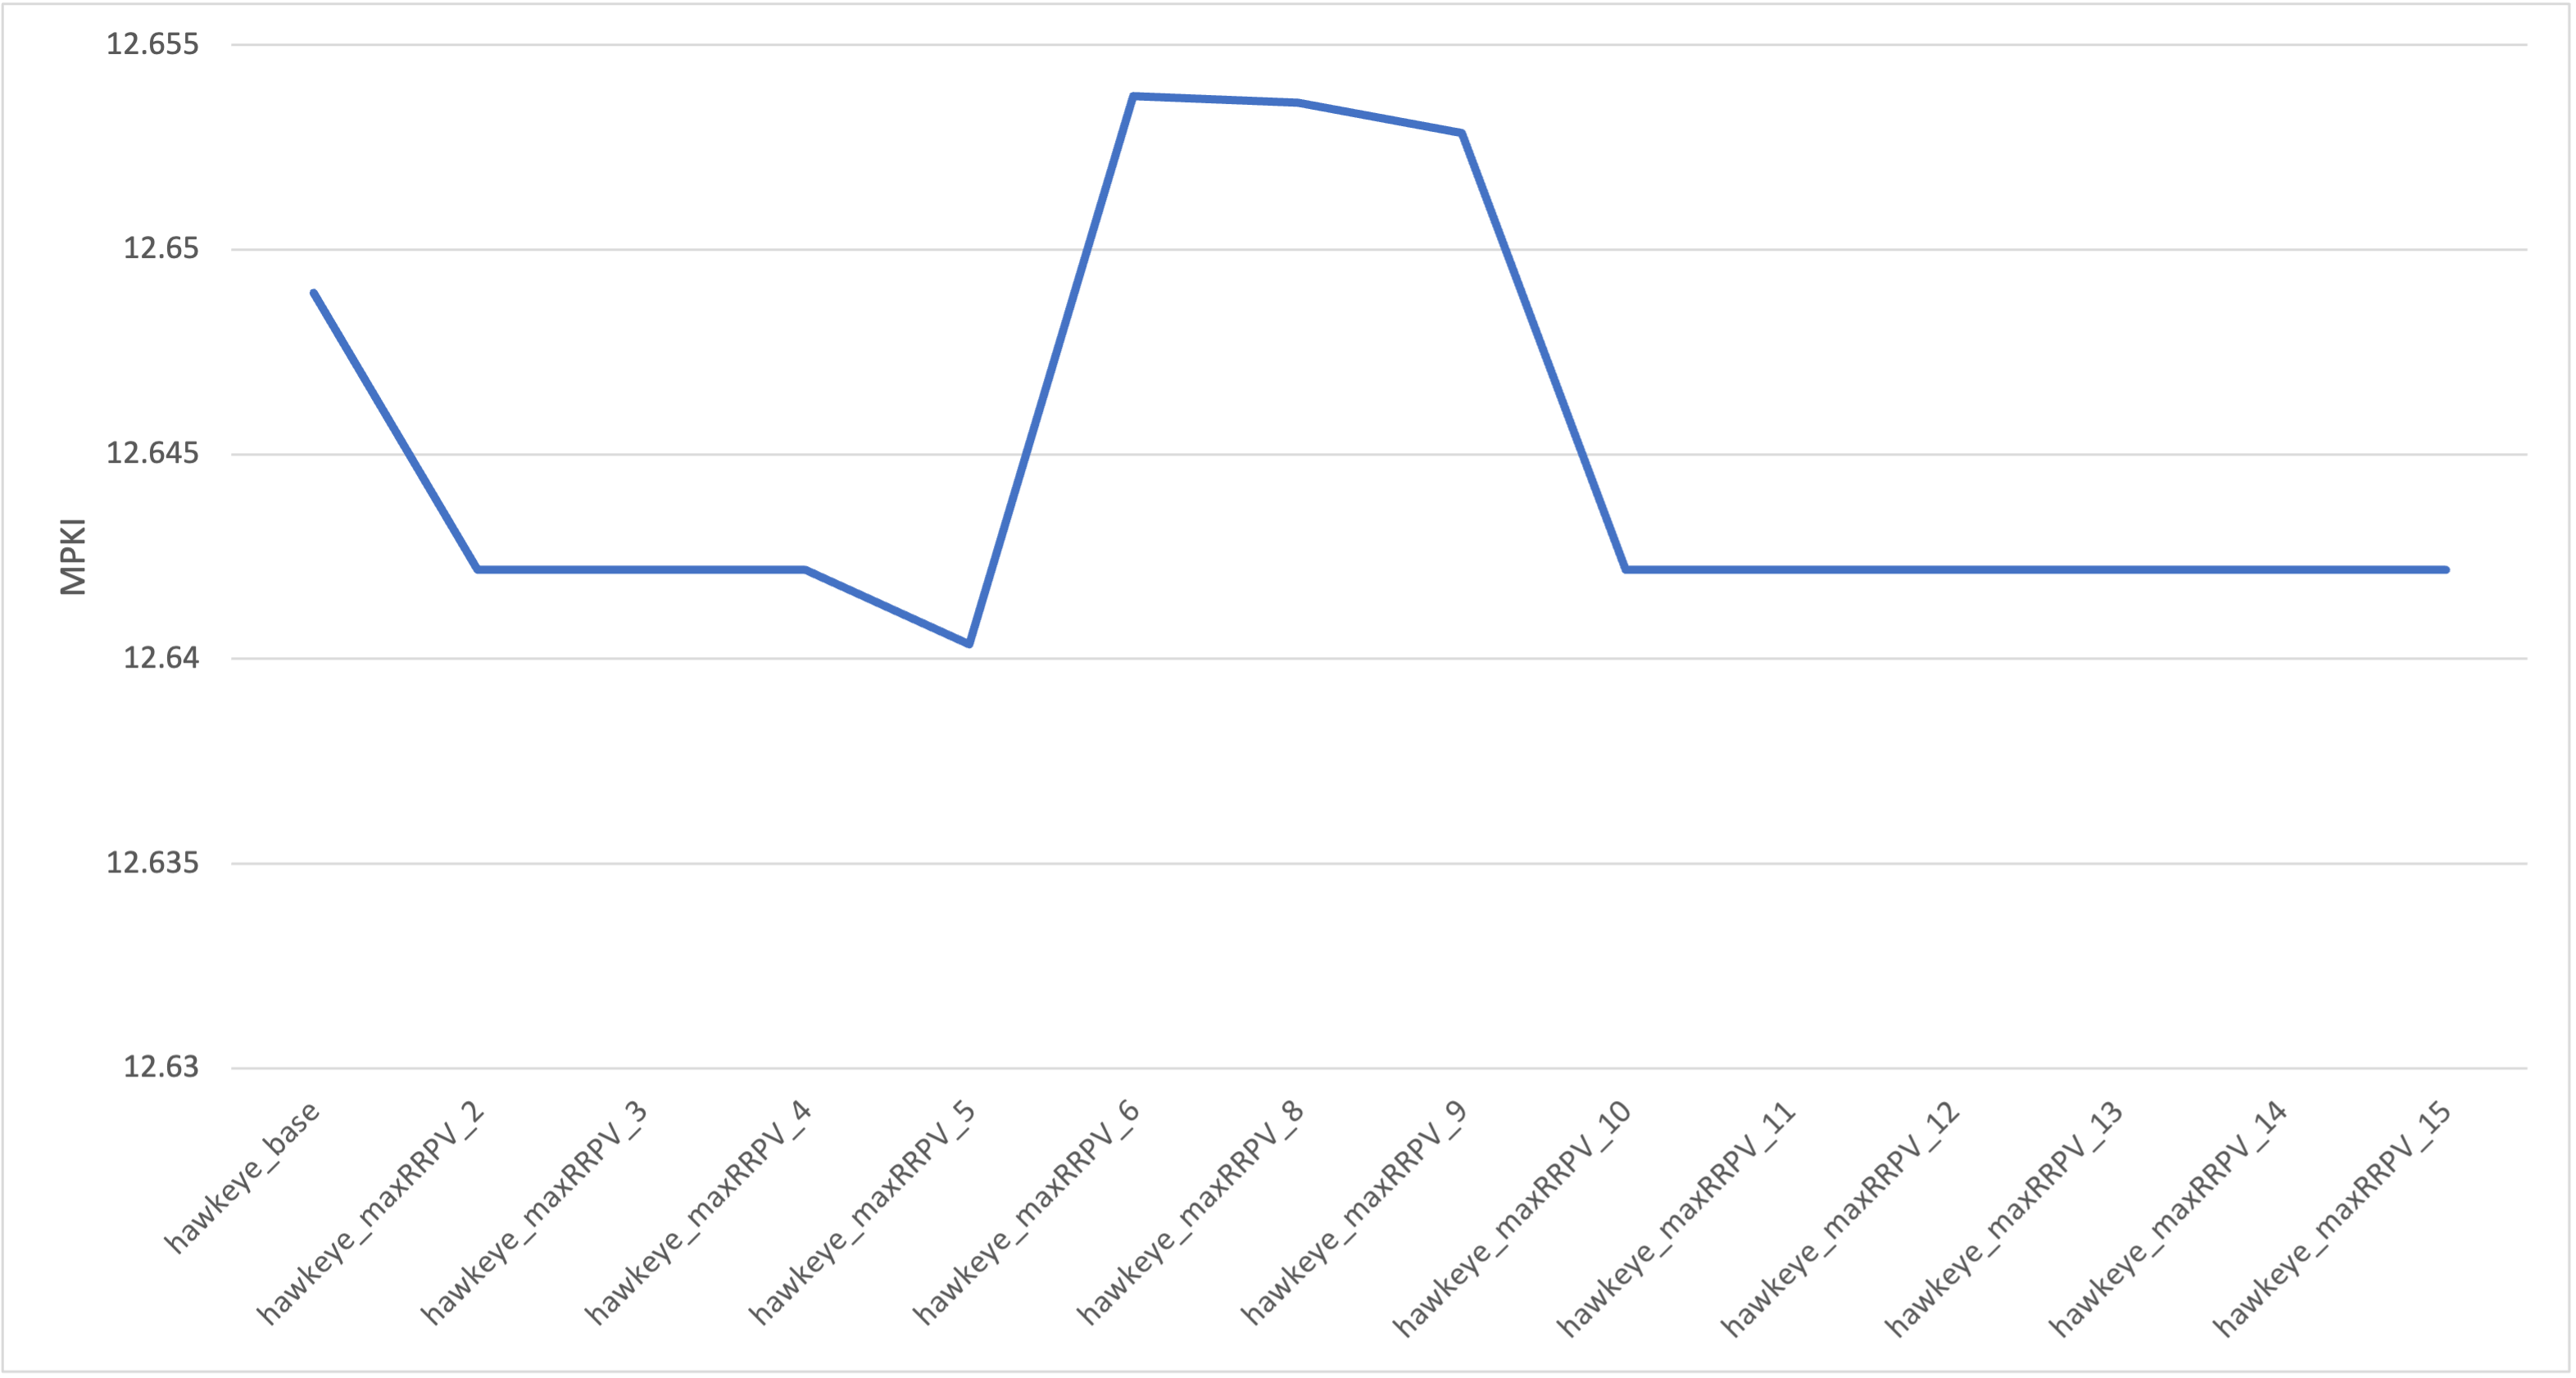 12.655
12.65
12.645
12.64
12.635
12.63
MPKI
hawkeye_base
hawkeye_maxRRPV_2
hawkeye_maxRRPV_3
hawkeye_maxRRPV_4
hawkeye_maxRRPV_5
hawkeye_maxRRPV_6
hawkeye_maxRRPV_8
hawkeye_maxRRPV_9
hawkeye_maxRRPV_10
hawkeye_maxRRPV_11
hawkeye_maxRRPV_12
hawkeye_maxRRPV_13
hawkeye_maxRRPV_14
hawkeye_maxRRPV_15